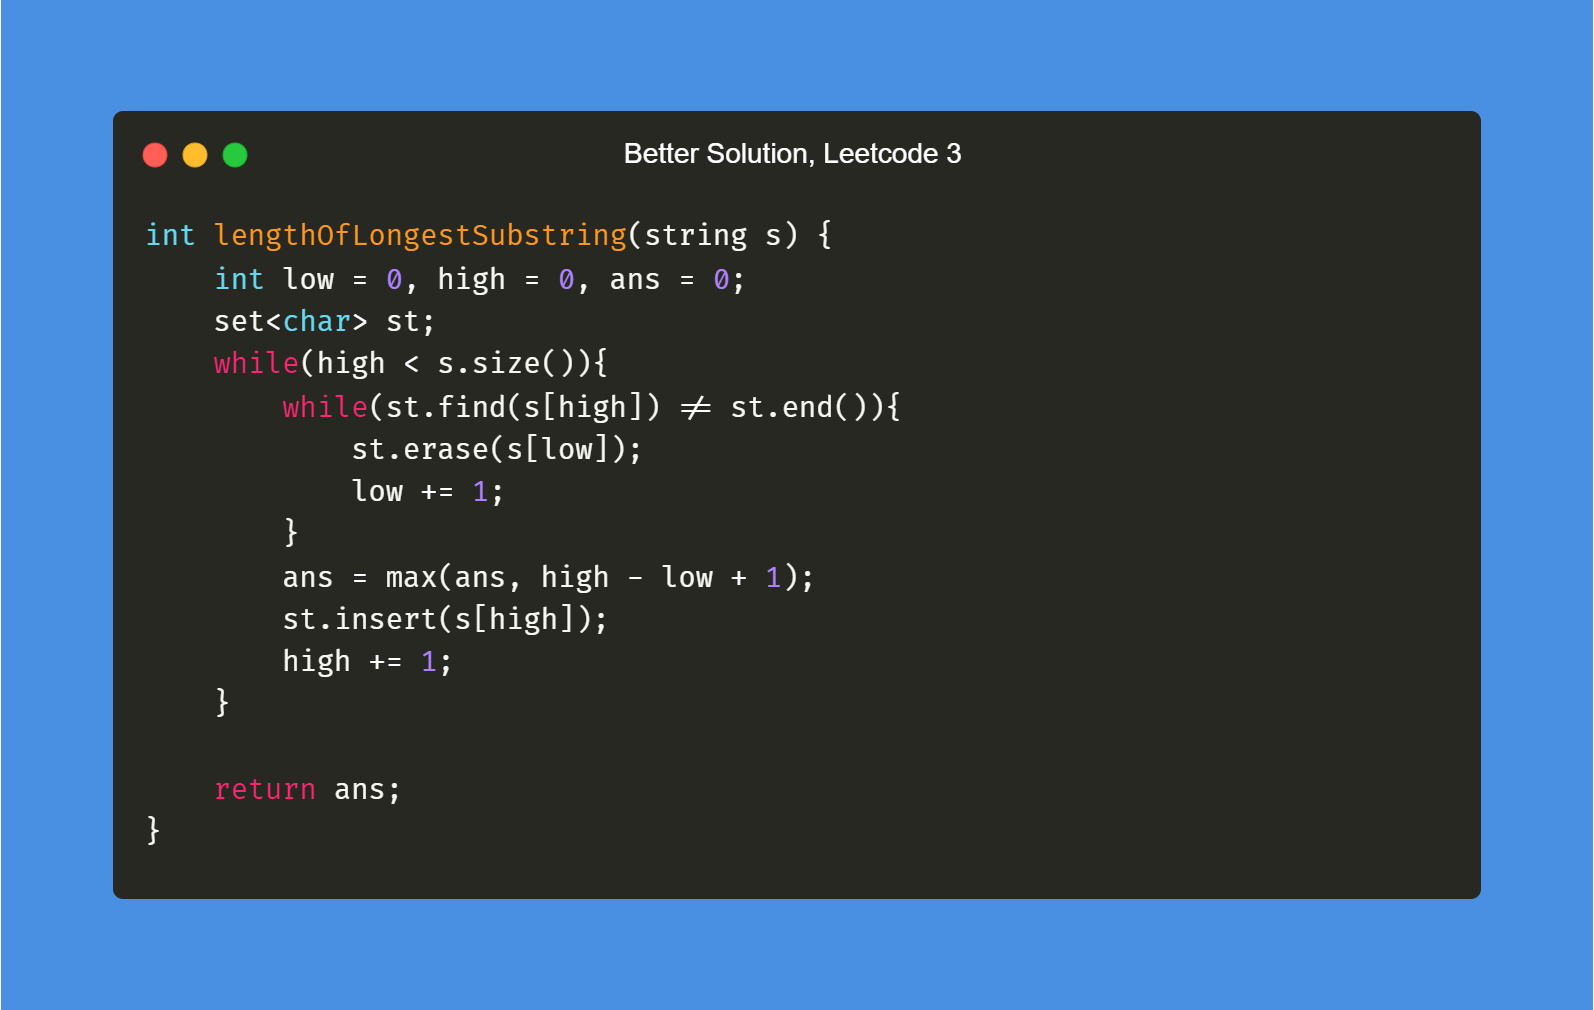 Better Solution, Leetcode 3
int lengthOfLongestSubstring(string s) {
    int low = 0, high = 0, ans = 0;
    set<char> st;
    while(high < s.size()){
        while(st.find(s[high]) != st.end()){
            st.erase(s[low]);
            low += 1;
        }
        ans = max(ans, high - low + 1);
        st.insert(s[high]);
        high += 1;
    }

    return ans;
}